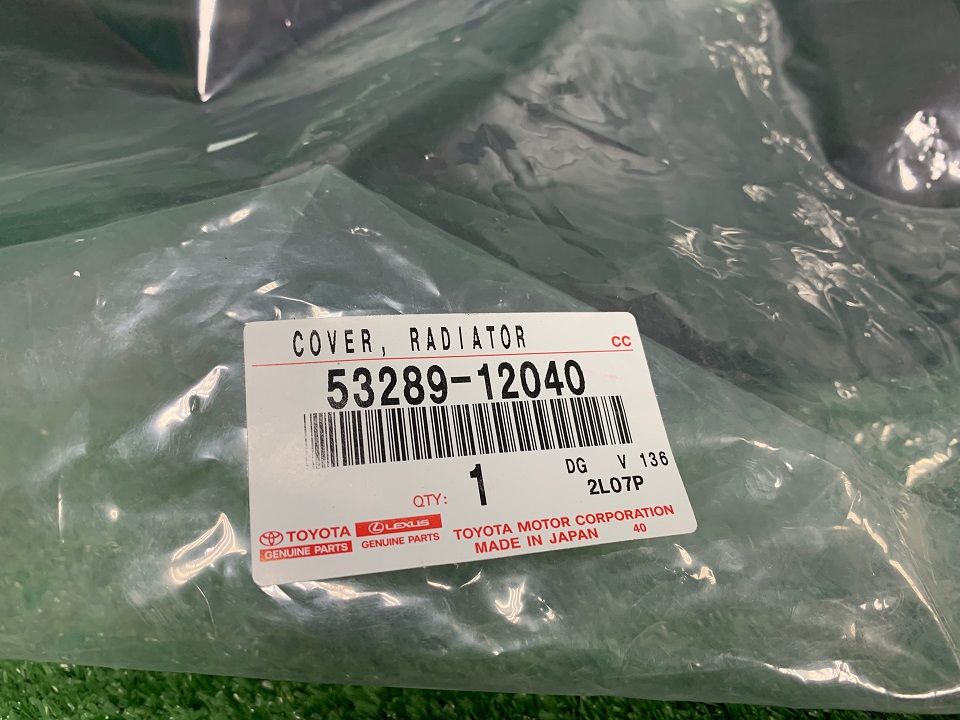 COVER, RADIATOR
CC
53289-12040
QTY: 1
DG V 136
2L07P
TOYOTA
GENUINE PARTS
LEXUS
GENUINE PARTS
TOYOTA MOTOR CORPORATION
MADE IN JAPAN 40